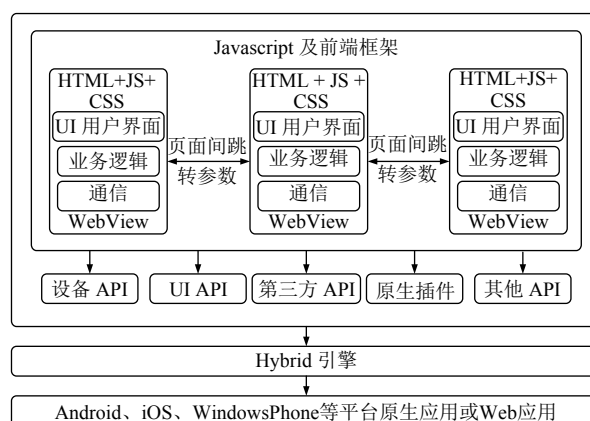 Javascript 及前端框架
HTML+JS+
CSS
UI 用户界面
业务逻辑
通信
WebView
页面间跳
转参数
HTML + JS +
CSS
UI 用户界面
业务逻辑
通信
WebView
页面间跳
转参数
HTML+JS+
CSS
UI 用户界面
业务逻辑
通信
WebView
设备 API
UI API
第三方 API
原生插件
其他 API
Hybrid 引擎
Android、iOS、WindowsPhone等平台原生应用或Web应用